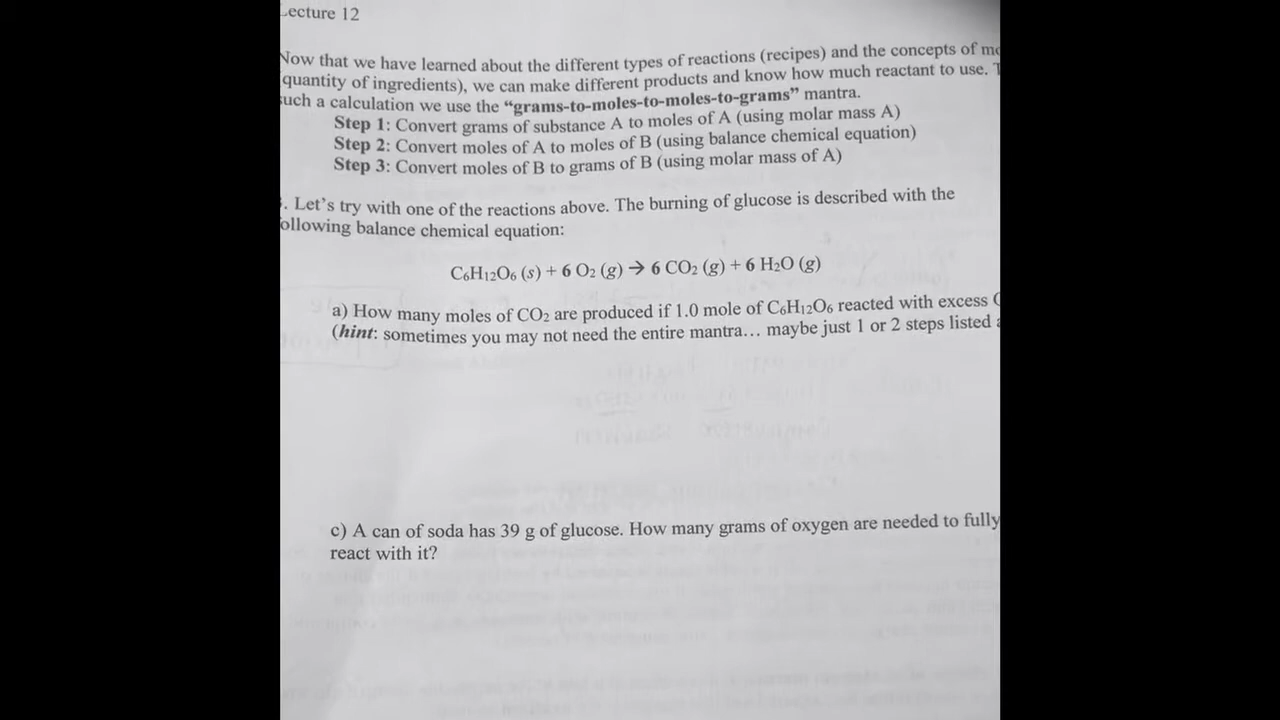 Lecture 12
Now that we have learned about the different types of reactions (recipes) and the concepts of
quantity of ingredients), we can make different products and know how much reactant to use.
such a calculation we use the “grams-to-moles-to-moles-to-grams” mantra.
Step 1: Convert grams of substance A to moles of A (using molar mass A)
Step 2: Convert moles of A to moles of B (using balance chemical equation)
Step 3: Convert moles of B to grams of B (using molar mass of A)
. Let’s try with one of the reactions above. The burning of glucose is described with the
following balance chemical equation:
C₆H₁₂O₆ (s) + 6 O₂ (g) → 6 CO₂ (g) + 6 H₂O (g)
a) How many moles of CO₂ are produced if 1.0 mole of C₆H₁₂O₆ reacted with excess
(hint: sometimes you may not need the entire mantra… maybe just 1 or 2 steps listed
c) A can of soda has 39 g of glucose. How many grams of oxygen are needed to fully
react with it?